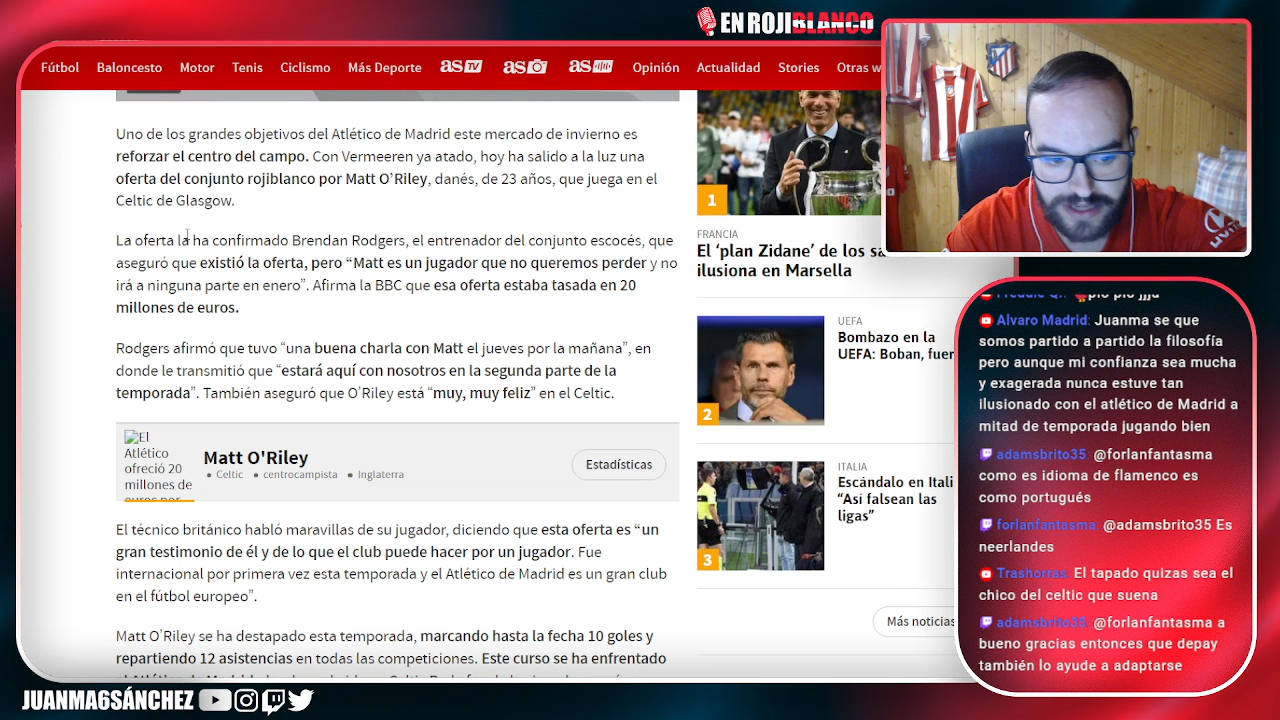 EN ROJIBLANCO
Fútbol Baloncesto Motor Tenis Ciclismo Más Deporte asTV as as Opinión Actualidad Stories Otras
Uno de los grandes objetivos del Atlético de Madrid este mercado de invierno es
reforzar el centro del campo. Con Vermeeren ya atado, hoy ha salido a la luz una
oferta del conjunto rojiblanco por Matt O'Riley, danés, de 23 años, que juega en el
Celtic de Glasgow.
La oferta la ha confirmado Brendan Rodgers, el entrenador del conjunto escocés, que
aseguró que existió la oferta, pero “Matt es un jugador que no queremos perder y no
irá a ninguna parte en enero”. Afirma la BBC que esa oferta estaba tasada en 20
millones de euros.
Rodgers afirmó que tuvo “una buena charla con Matt el jueves por la mañana”, en
donde le transmitió que “estará aquí con nosotros en la segunda parte de la
temporada”. También aseguró que O'Riley está “muy, muy feliz” en el Celtic.
El
Atlético
ofreció 20
millones de
euros por
Matt O'Riley
• Celtic • centrocampista • Inglaterra
Estadísticas
El técnico británico habló maravillas de su jugador, diciendo que esta oferta es “un
gran testimonio de él y de lo que el club puede hacer por un jugador. Fue
internacional por primera vez esta temporada y el Atlético de Madrid es un gran club
en el fútbol europeo”.
Matt O'Riley se ha destapado esta temporada, marcando hasta la fecha 10 goles y
repartiendo 12 asistencias en todas las competiciones. Este curso se ha enfrentado
1
FRANCIA
El ‘plan Zidane’ de los
ilusiona en Marsella
2
UEFA
Bombazo en la
UEFA: Boban, fuer
3
ITALIA
Escándalo en Itali
“Así falsean las
ligas”
Más noticias
Alvaro Madrid: Juanma se que
somos partido a partido la filosofía
pero aunque mi confianza sea mucha
y exagerada nunca estuve tan
ilusionado con el atlético de Madrid a
mitad de temporada jugando bien
adamsbrito35: @forlanfantasma
como es idioma de flamenco es
como portugués
forlanfantasma: @adamsbrito35 Es
neerlandes
Trashorras: El tapado quizas sea el
chico del celtic que suena
adamsbrito35: @forlanfantasma a
bueno gracias entonces que depay
también lo ayude a adaptarse
JUANMA6SÁNCHEZ